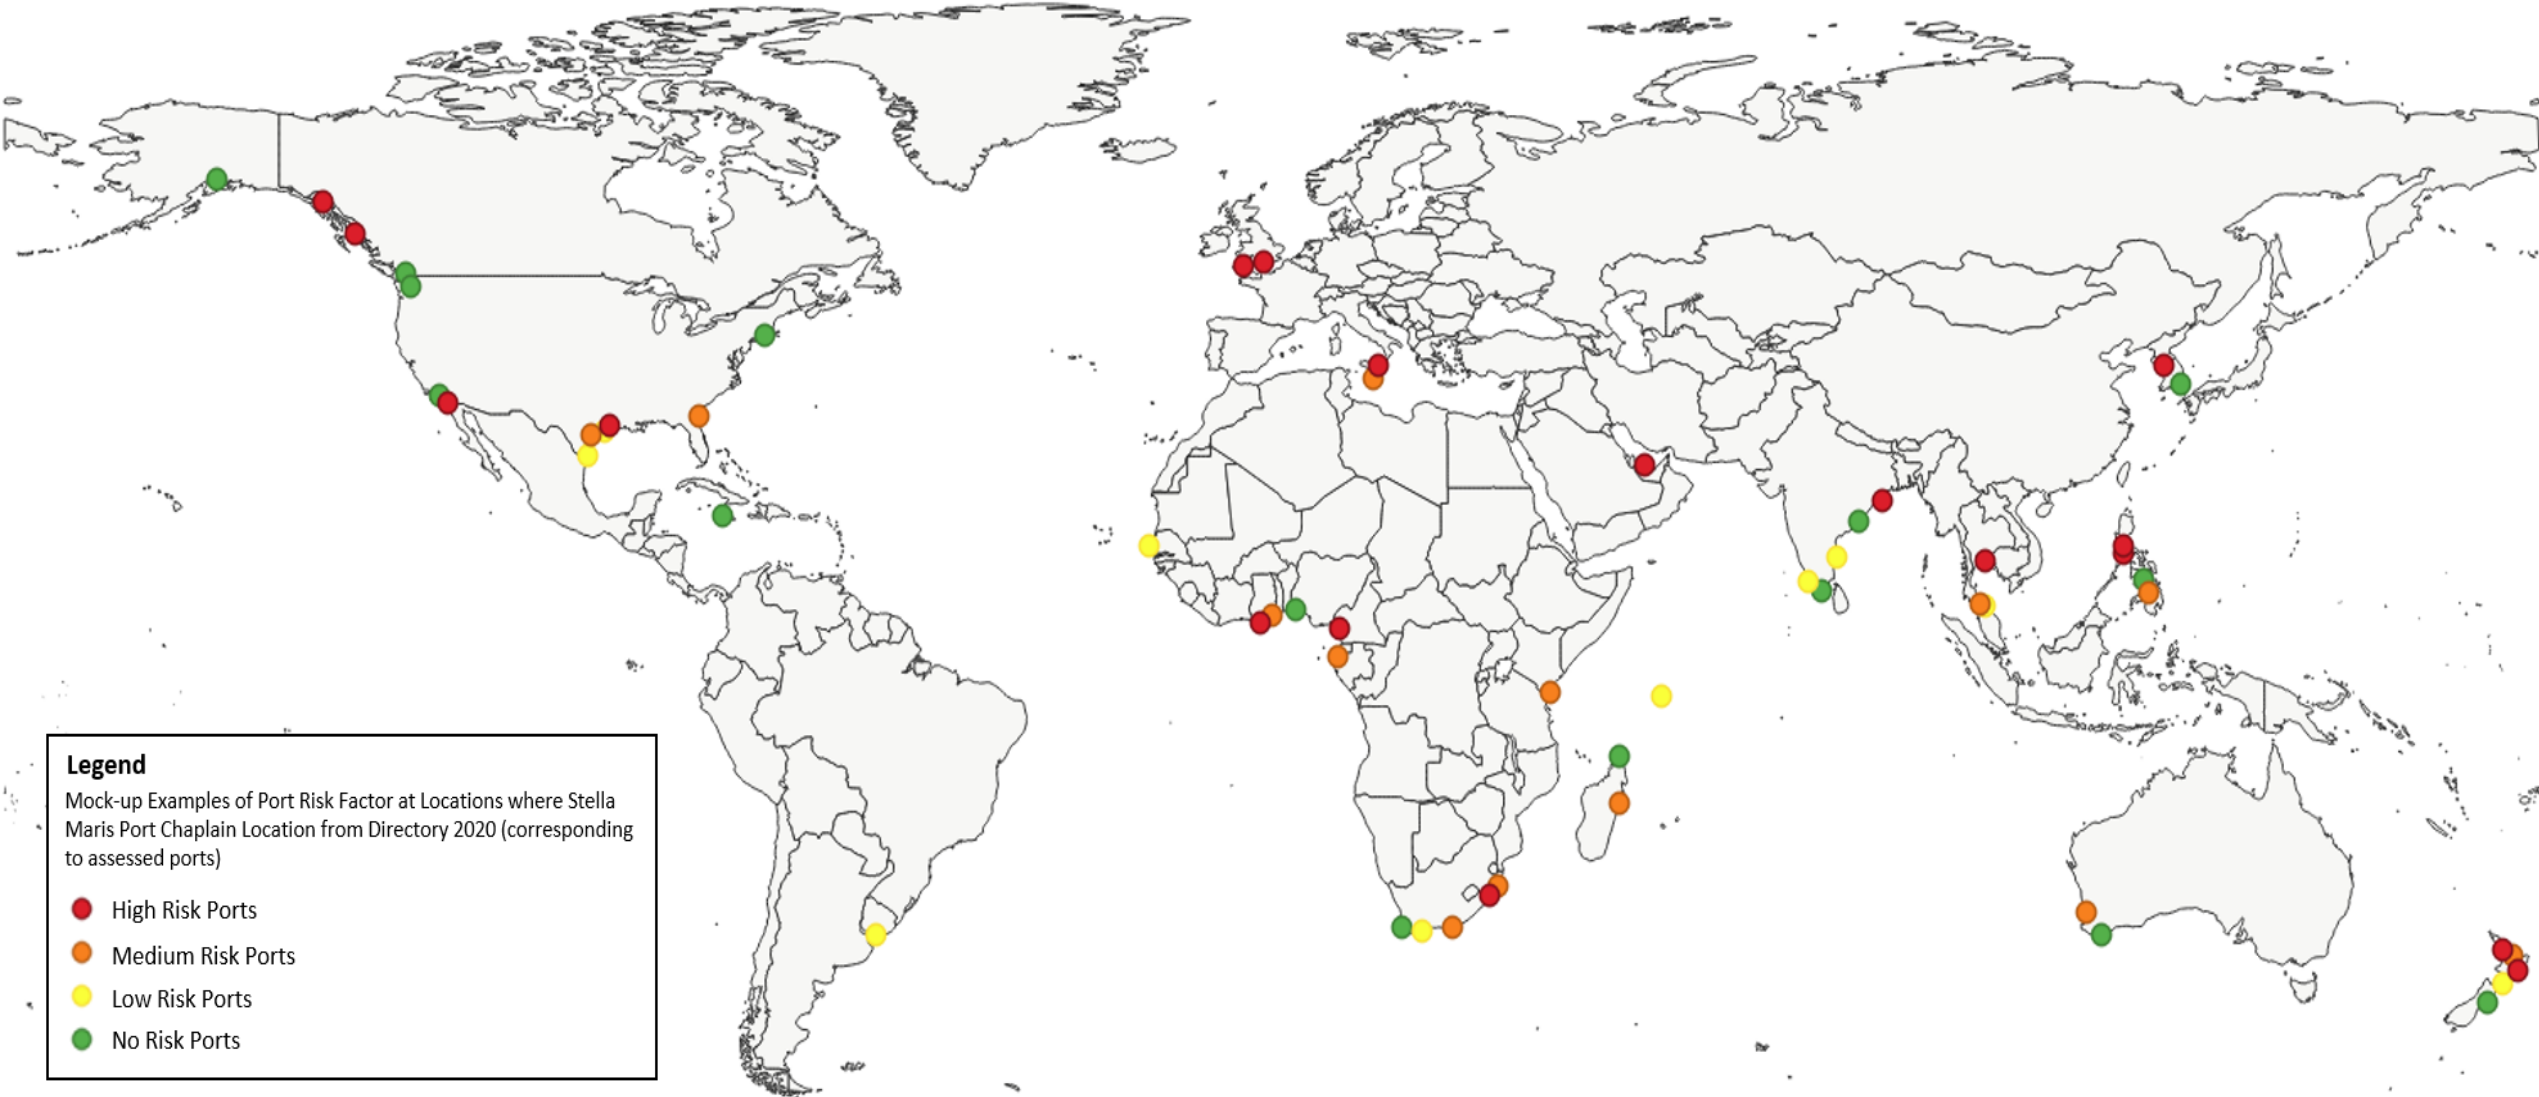 Legend
Mock-up Examples of Port Risk Factor at Locations where Stella
Maris Port Chaplain Location from Directory 2020 (corresponding
to assessed ports)
High Risk Ports
Medium Risk Ports
Low Risk Ports
No Risk Ports